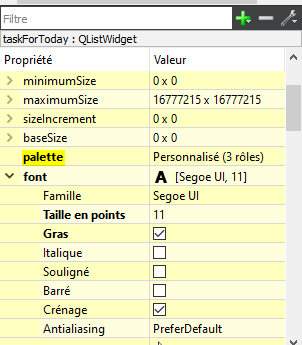 Filtre
taskForToday : QListWidget
Propriété Valeur
minimumSize 0 x 0
maximumSize 16777215 x 16777215
sizeIncrement 0 x 0
baseSize 0 x 0
palette Personnalisé (3 rôles)
font A [Segoe UI, 11]
Famille Segoe UI
Taille en points 11
Gras
Italique
Souligné
Barré
Crénage
Antialiasing PreferDefault